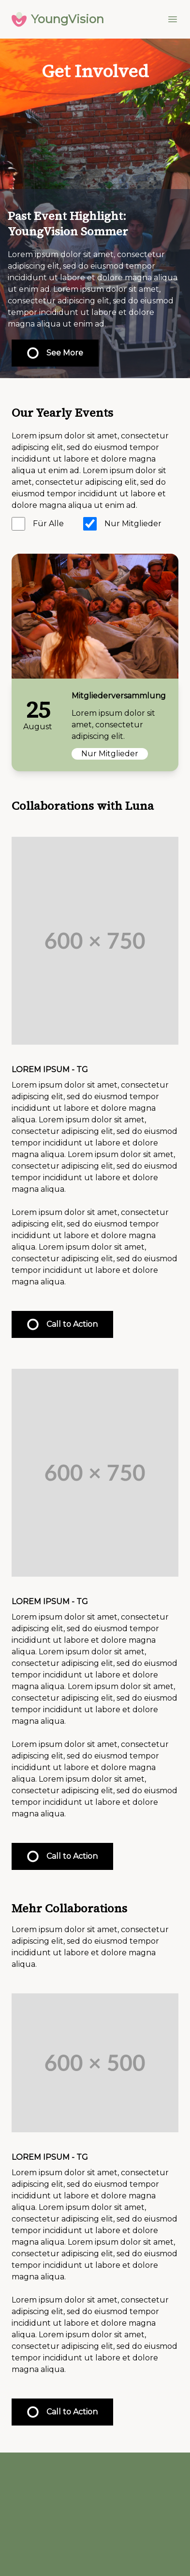 YoungVision
Get Involved
Past Event Highlight:
YoungVision Sommer
Lorem ipsum dolor sit amet, consectetur
adipiscing elit, sed do eiusmod tempor
incididunt ut labore et dolore magna aliqua
ut enim ad. Lorem ipsum dolor sit amet,
consectetur adipiscing elit, sed do eiusmod
tempor incididunt ut labore et dolore
magna aliqua ut enim ad
See More
Our Yearly Events
Lorem ipsum dolor sit amet, consectetur
adipiscing elit, sed do eiusmod tempor
incididunt ut labore et dolore magna
aliqua ut enim ad. Lorem ipsum dolor sit
amet, consectetur adipiscing elit, sed do
eiusmod tempor incididunt ut labore et
dolore magna aliqua ut enim ad.
Für Alle
Nur Mitglieder
25
August
Mitgliederversammlung
Lorem ipsum dolor sit
amet, consectetur
adipiscing elit.
Nur Mitglieder
Collaborations with Luna
600 × 750
LOREM IPSUM - TG
Lorem ipsum dolor sit amet, consectetur
adipiscing elit, sed do eiusmod tempor
incididunt ut labore et dolore magna
aliqua. Lorem ipsum dolor sit amet,
consectetur adipiscing elit, sed do eiusmod
tempor incididunt ut labore et dolore
magna aliqua. Lorem ipsum dolor sit amet,
consectetur adipiscing elit, sed do eiusmod
tempor incididunt ut labore et dolore
magna aliqua.
Lorem ipsum dolor sit amet, consectetur
adipiscing elit, sed do eiusmod tempor
incididunt ut labore et dolore magna
aliqua. Lorem ipsum dolor sit amet,
consectetur adipiscing elit, sed do eiusmod
tempor incididunt ut labore et dolore
magna aliqua.
Call to Action
600 × 750
LOREM IPSUM - TG
Lorem ipsum dolor sit amet, consectetur
adipiscing elit, sed do eiusmod tempor
incididunt ut labore et dolore magna
aliqua. Lorem ipsum dolor sit amet,
consectetur adipiscing elit, sed do eiusmod
tempor incididunt ut labore et dolore
magna aliqua. Lorem ipsum dolor sit amet,
consectetur adipiscing elit, sed do eiusmod
tempor incididunt ut labore et dolore
magna aliqua.
Lorem ipsum dolor sit amet, consectetur
adipiscing elit, sed do eiusmod tempor
incididunt ut labore et dolore magna
aliqua. Lorem ipsum dolor sit amet,
consectetur adipiscing elit, sed do eiusmod
tempor incididunt ut labore et dolore
magna aliqua.
Call to Action
Mehr Collaborations
Lorem ipsum dolor sit amet, consectetur
adipiscing elit, sed do eiusmod tempor
incididunt ut labore et dolore magna
aliqua.
600 × 500
LOREM IPSUM - TG
Lorem ipsum dolor sit amet, consectetur
adipiscing elit, sed do eiusmod tempor
incididunt ut labore et dolore magna
aliqua. Lorem ipsum dolor sit amet,
consectetur adipiscing elit, sed do eiusmod
tempor incididunt ut labore et dolore
magna aliqua. Lorem ipsum dolor sit amet,
consectetur adipiscing elit, sed do eiusmod
tempor incididunt ut labore et dolore
magna aliqua.
Lorem ipsum dolor sit amet, consectetur
adipiscing elit, sed do eiusmod tempor
incididunt ut labore et dolore magna
aliqua. Lorem ipsum dolor sit amet,
consectetur adipiscing elit, sed do eiusmod
tempor incididunt ut labore et dolore
magna aliqua.
Call to Action